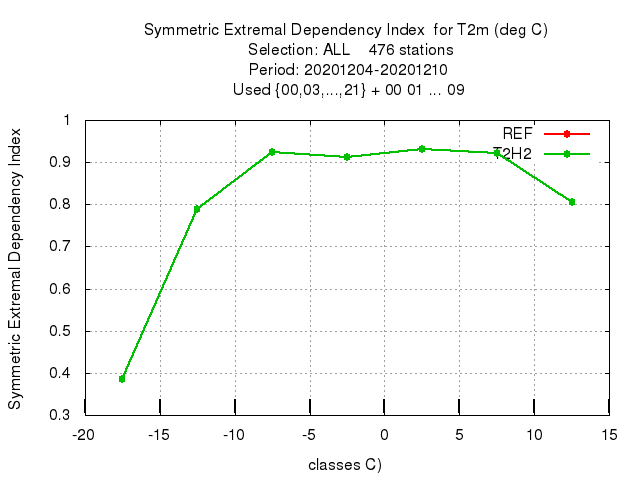 Symmetric Extremal Dependency Index  for T2m (deg C)
Selection: ALL    476 stations
Period: 20201204-20201210
Used {00,03,...,21} + 00 01 ... 09
Symmetric Extremal Dependency Index
1
0.9
0.8
0.7
0.6
0.5
0.4
0.3
REF
T2H2
-20 -15 -10 -5 0 5 10 15
classes C)